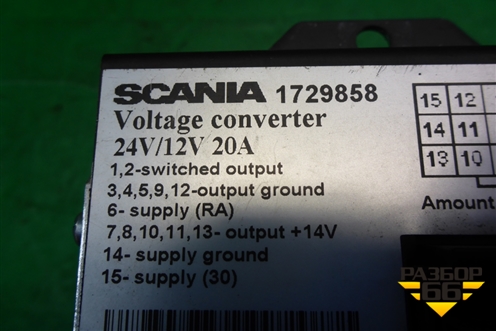 SCANIA 1729858
Voltage converter
24V/12V 20A
1,2-switched output
3,4,5,9,12-output ground
6- supply (RA)
7,8,10,11,13- output +14V
14- supply ground
15- supply (30)
15 12
14 11
13 10
Amount
РАЗБОР
66